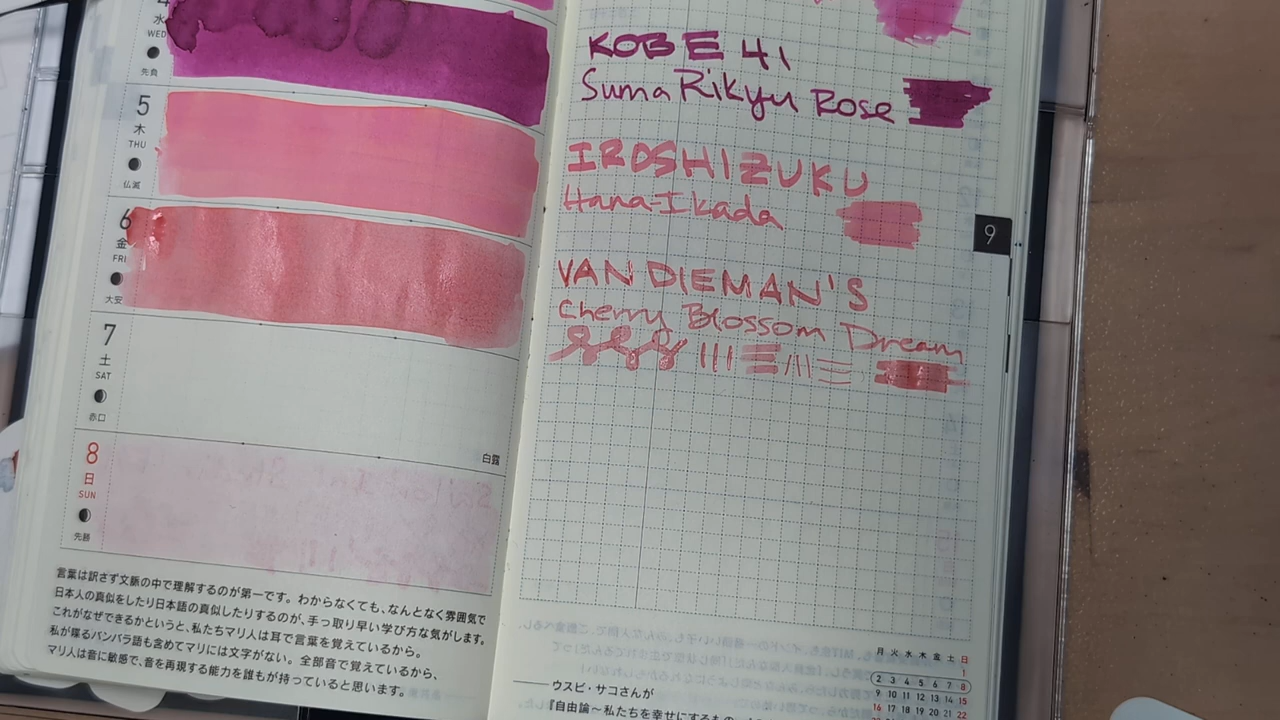 水
WED
先負
5
木
THU
仏滅
6
金
FRI
大安
7
土
SAT
赤口
白露
8
日
SUN
先勝
言葉は訳さず文脈の中で理解するのが第一です。わからなくても、なんとなく雰囲気で
日本人の真似をしたり日本語の真似したりするのが、手っ取り早い学び方な気がします。
これがなぜできるかというと、私たちマリ人は耳で言葉を覚えているから。
私が喋るバンバラ語も含めてマリには文字がない。全部音で覚えているから、
マリ人は音に敏感で、音を再現する能力を誰もが持っていると思います。
KOBE 41
Suma Rikyu Rose
IROSHIZUKU
Hana-Ikada
VAN DIEMAN'S
Cherry Blossom Dream
9
──ウスビ・サコさんが
『自由論〜私たちを幸せにするもの。
月 火 水 木 金 土 日
1
2 3 4 5 6 7 8
9 10 11 12 13 14 15
16 17 18 19 20 21 22